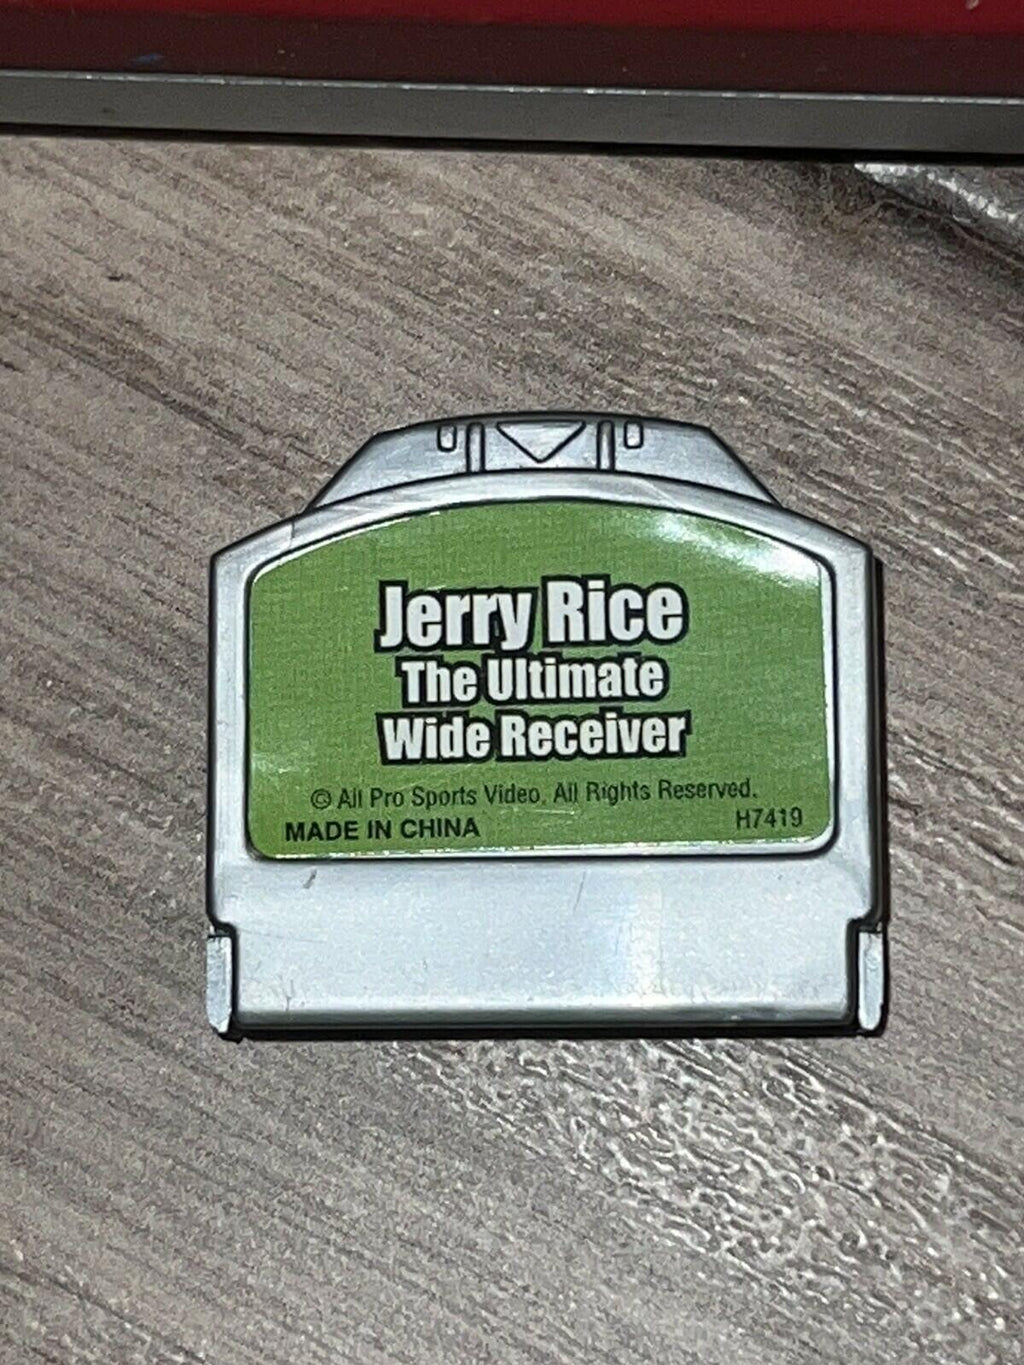 Jerry Rice
The Ultimate
Wide Receiver
© All Pro Sports Video. All Rights Reserved.
MADE IN CHINA
H7419